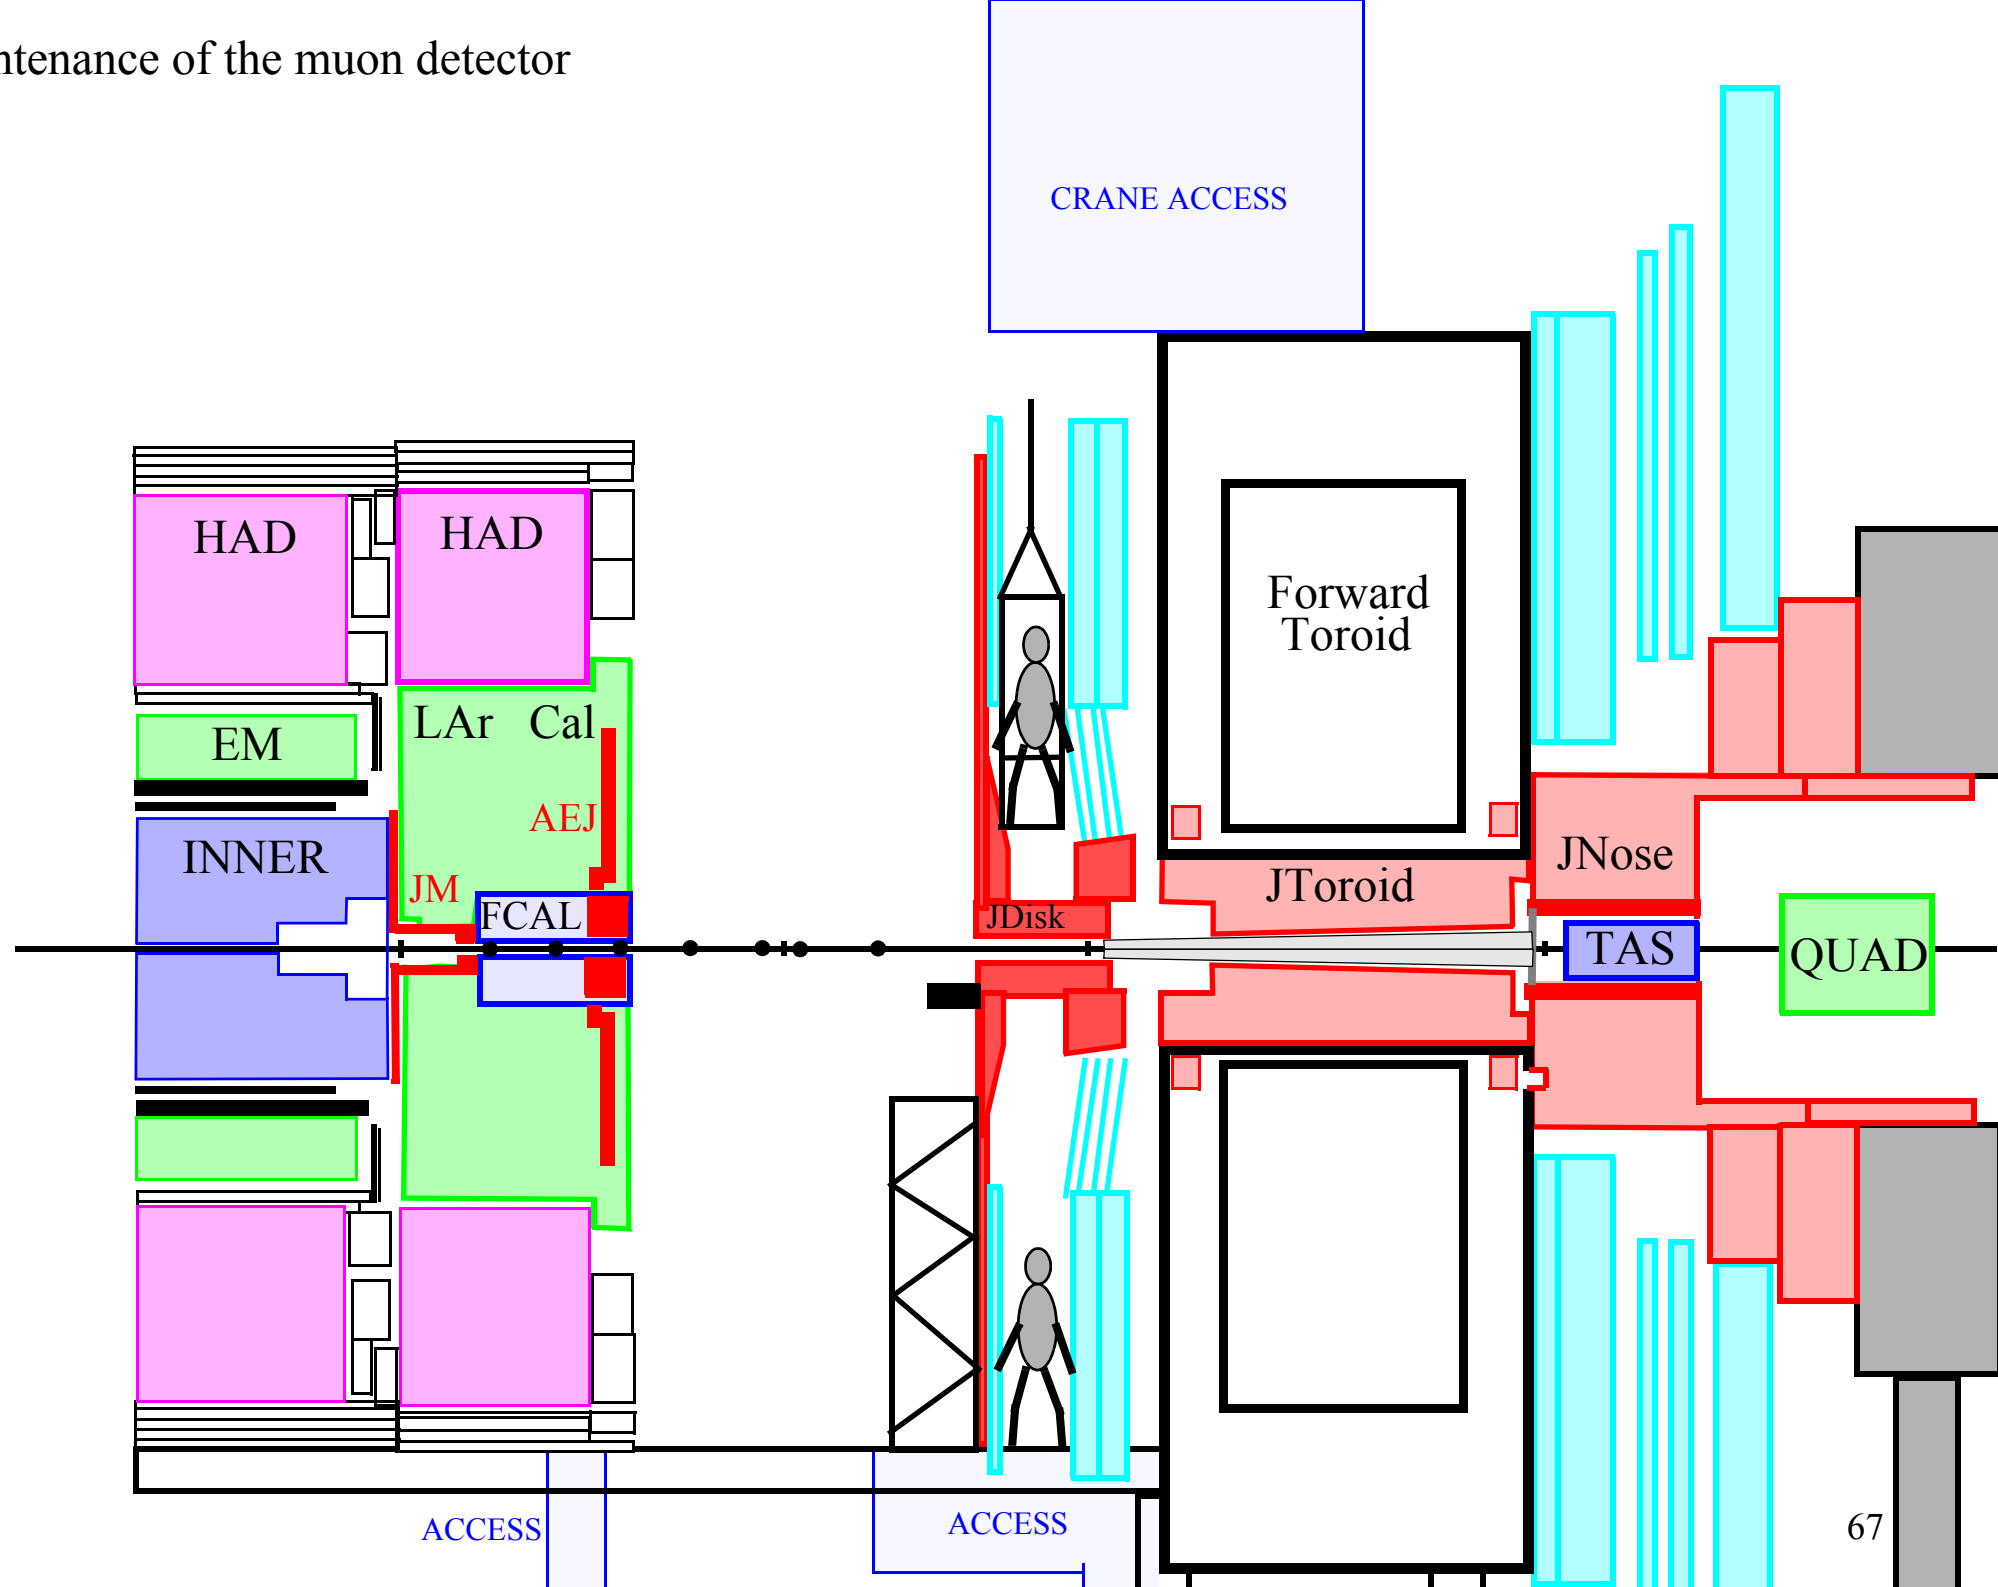 ntenance of the muon detector
CRANE ACCESS
HAD
HAD
Forward
Toroid
LAr Cal
EM
AEJ
INNER
JM
FCAL
JDisk
JToroid
JNose
TAS
QUAD
ACCESS
ACCESS
67